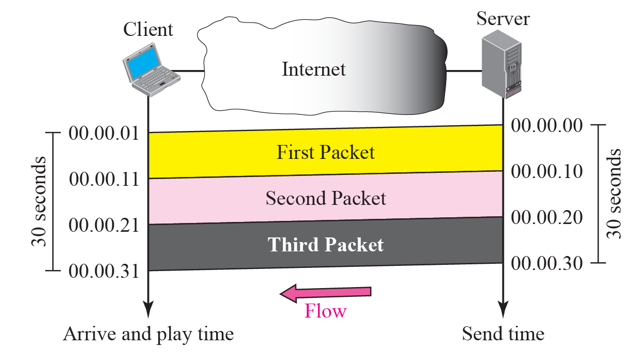 Client
Server
Internet
00.00.01
00.00.00
First Packet
00.00.11
00.00.10
Second Packet
00.00.21
00.00.20
Third Packet
00.00.31
00.00.30
30 seconds
30 seconds
Flow
Arrive and play time
Send time